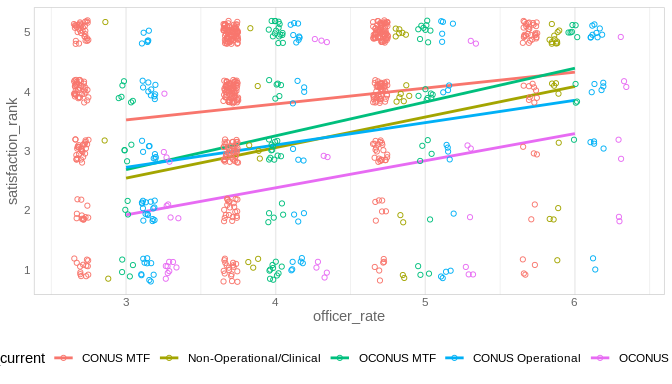 satisfaction_rank
5
4
3
2
1
3 4 5 6
officer_rate
current CONUS MTF Non-Operational/Clinical OCONUS MTF CONUS Operational OCONUS